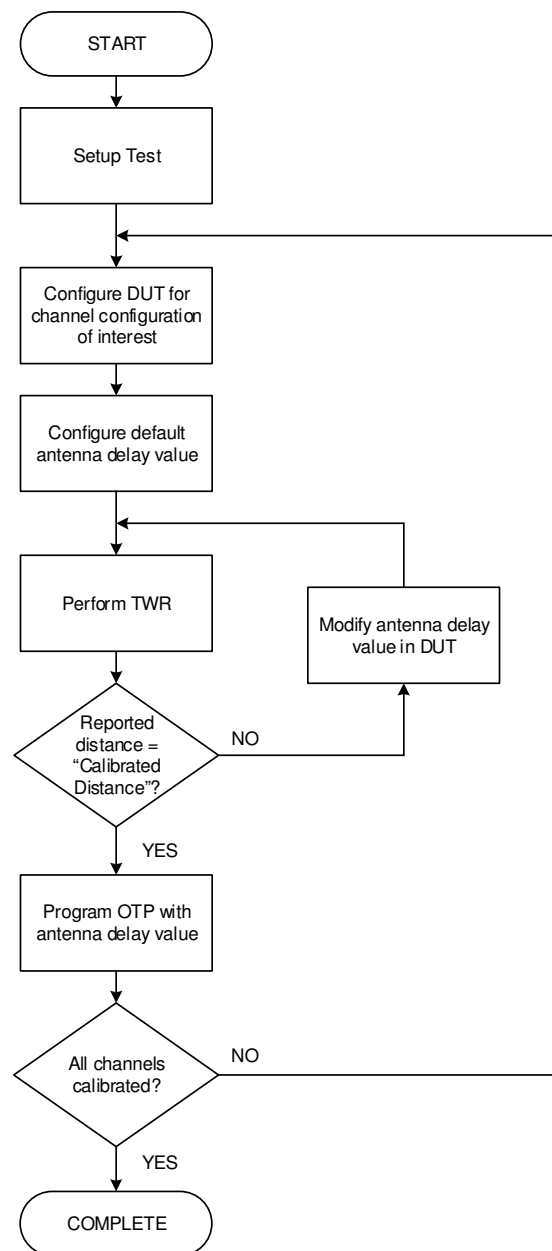 START
Setup Test
Configure DUT for
channel configuration
of interest
Configure default
antenna delay value
Perform TWR
Modify antenna delay
value in DUT
Reported
distance =
“Calibrated
Distance”?
NO
YES
Program OTP with
antenna delay value
All channels
calibrated?
NO
YES
COMPLETE